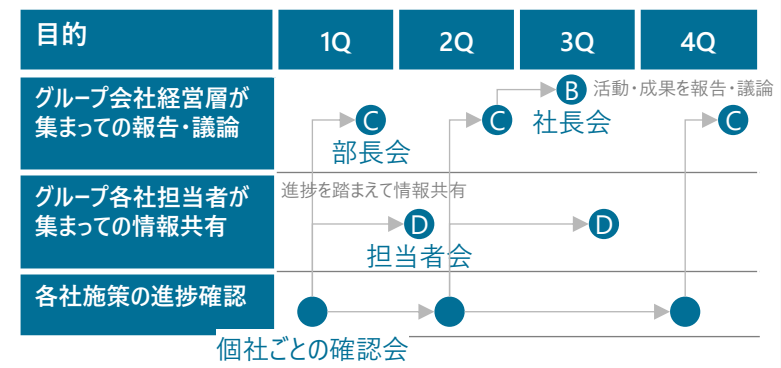 目的
1Q
2Q
3Q
4Q
グループ会社経営層が
集まっての報告・議論
C
部長会
C
B
社長会
活動・成果を報告・議論
C
グループ各社担当者が
集まっての情報共有
進捗を踏まえて情報共有
D
担当者会
D
各社施策の進捗確認
個社ごとの確認会